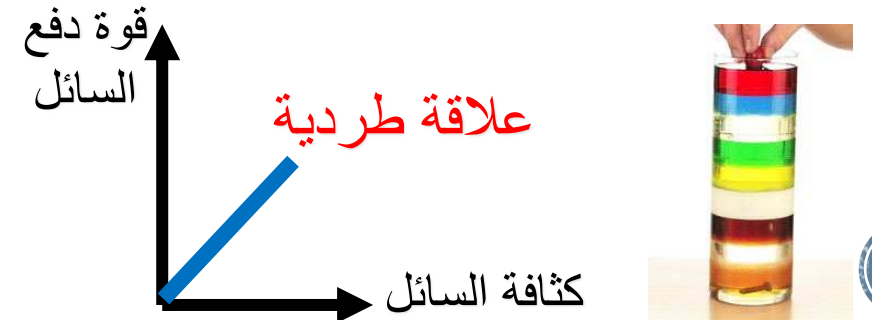 قوة دفع
السائل
علاقة طردية
كثافة السائل